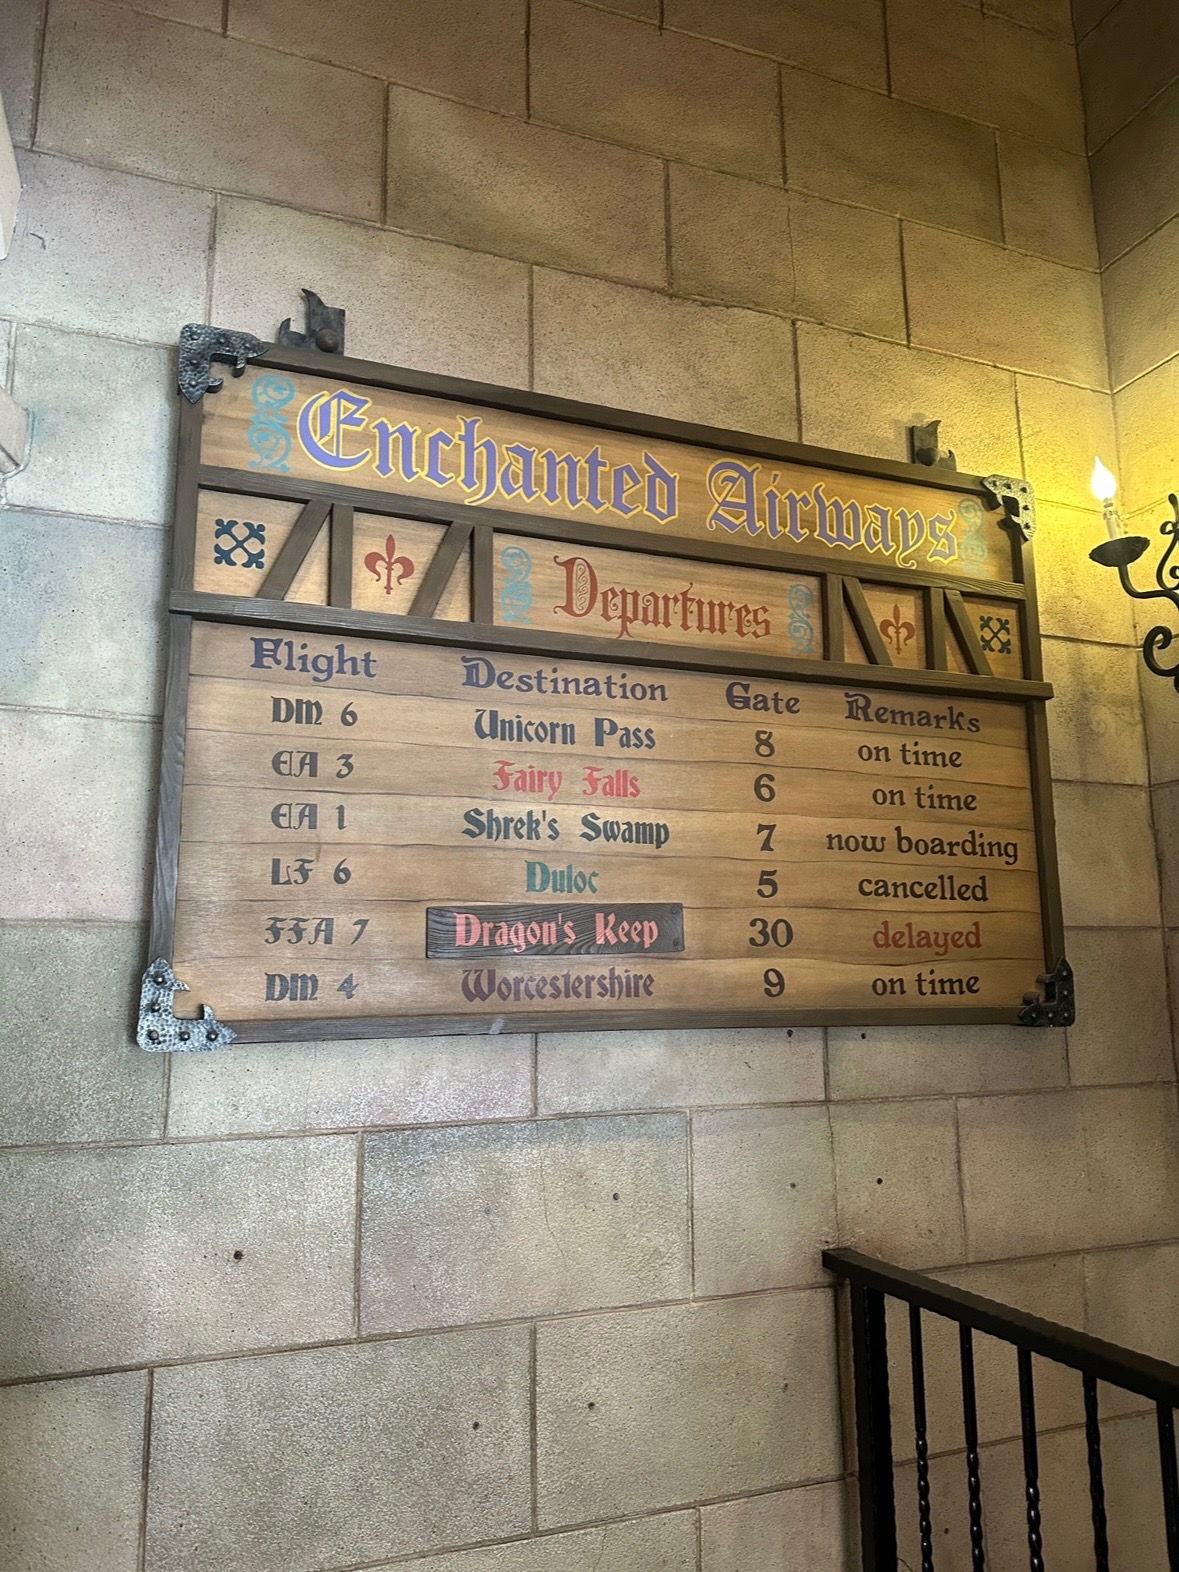 Enchanted Airways
Departures
Flight Destination Gate Remarks
DM 6 Unicorn Pass 8 on time
EA 3 Fairy Falls 6 on time
EA 1 Shrek's Swamp 7 now boarding
LF 6 Duloc 5 cancelled
FFA 7 Dragon's Keep 30 delayed
DM 4 Worcestershire 9 on time